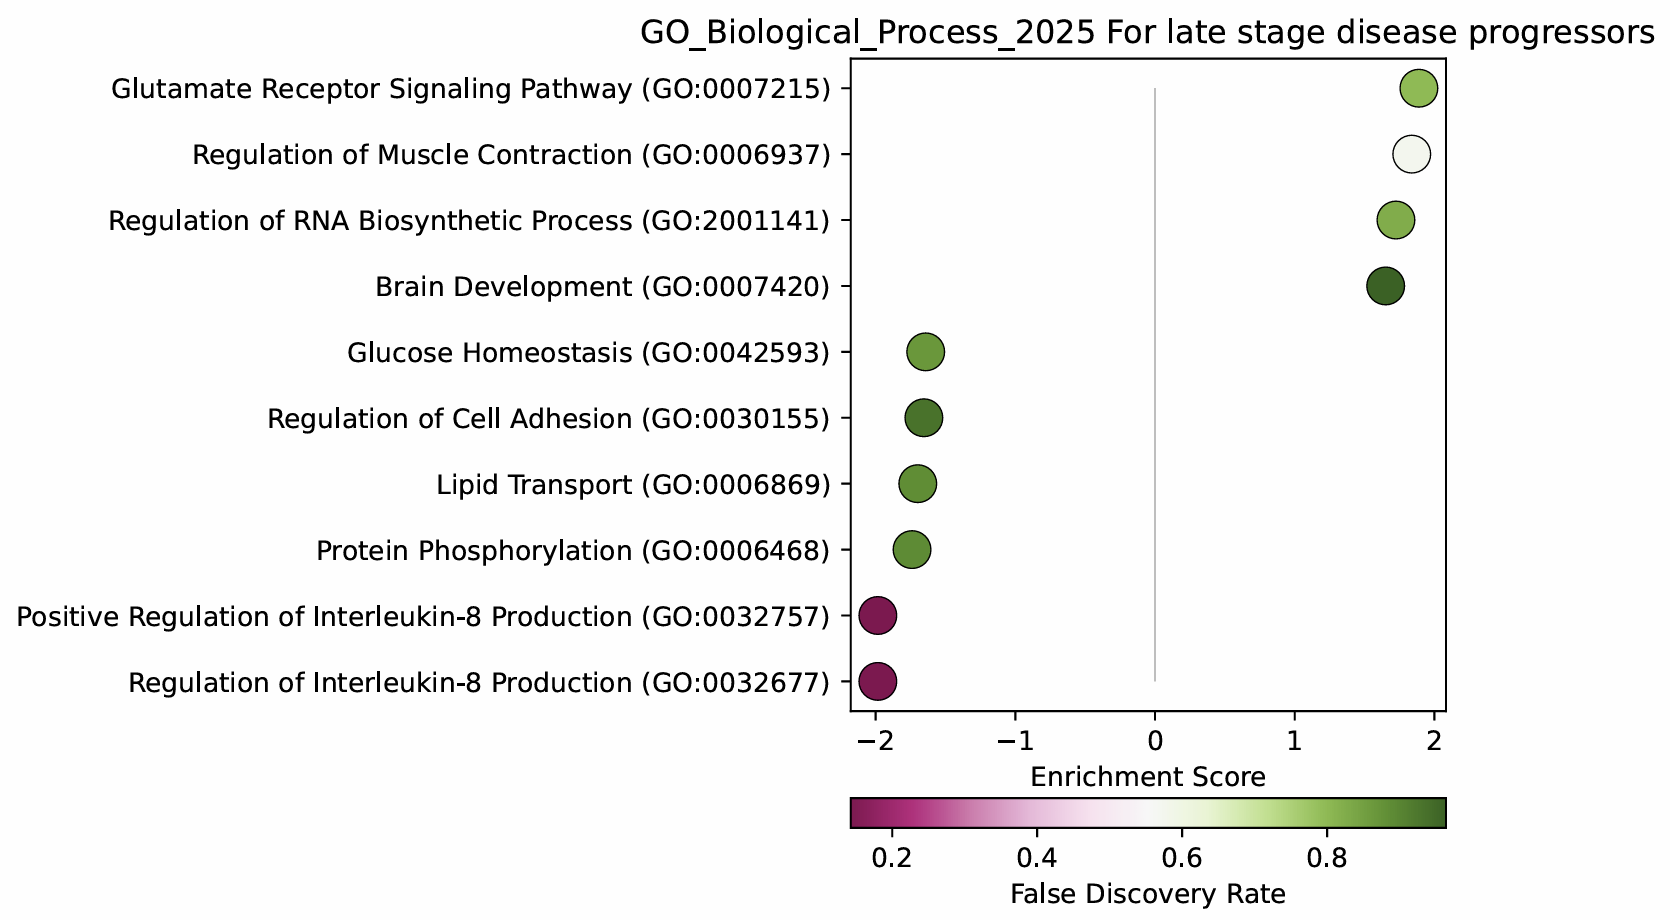 GO_Biological_Process_2025 For late stage disease progressors
Glutamate Receptor Signaling Pathway (GO:0007215)
Regulation of Muscle Contraction (GO:0006937)
Regulation of RNA Biosynthetic Process (GO:2001141)
Brain Development (GO:0007420)
Glucose Homeostasis (GO:0042593)
Regulation of Cell Adhesion (GO:0030155)
Lipid Transport (GO:0006869)
Protein Phosphorylation (GO:0006468)
Positive Regulation of Interleukin-8 Production (GO:0032757)
Regulation of Interleukin-8 Production (GO:0032677)
−2 −1 0 1 2
Enrichment Score
0.2 0.4 0.6 0.8
False Discovery Rate